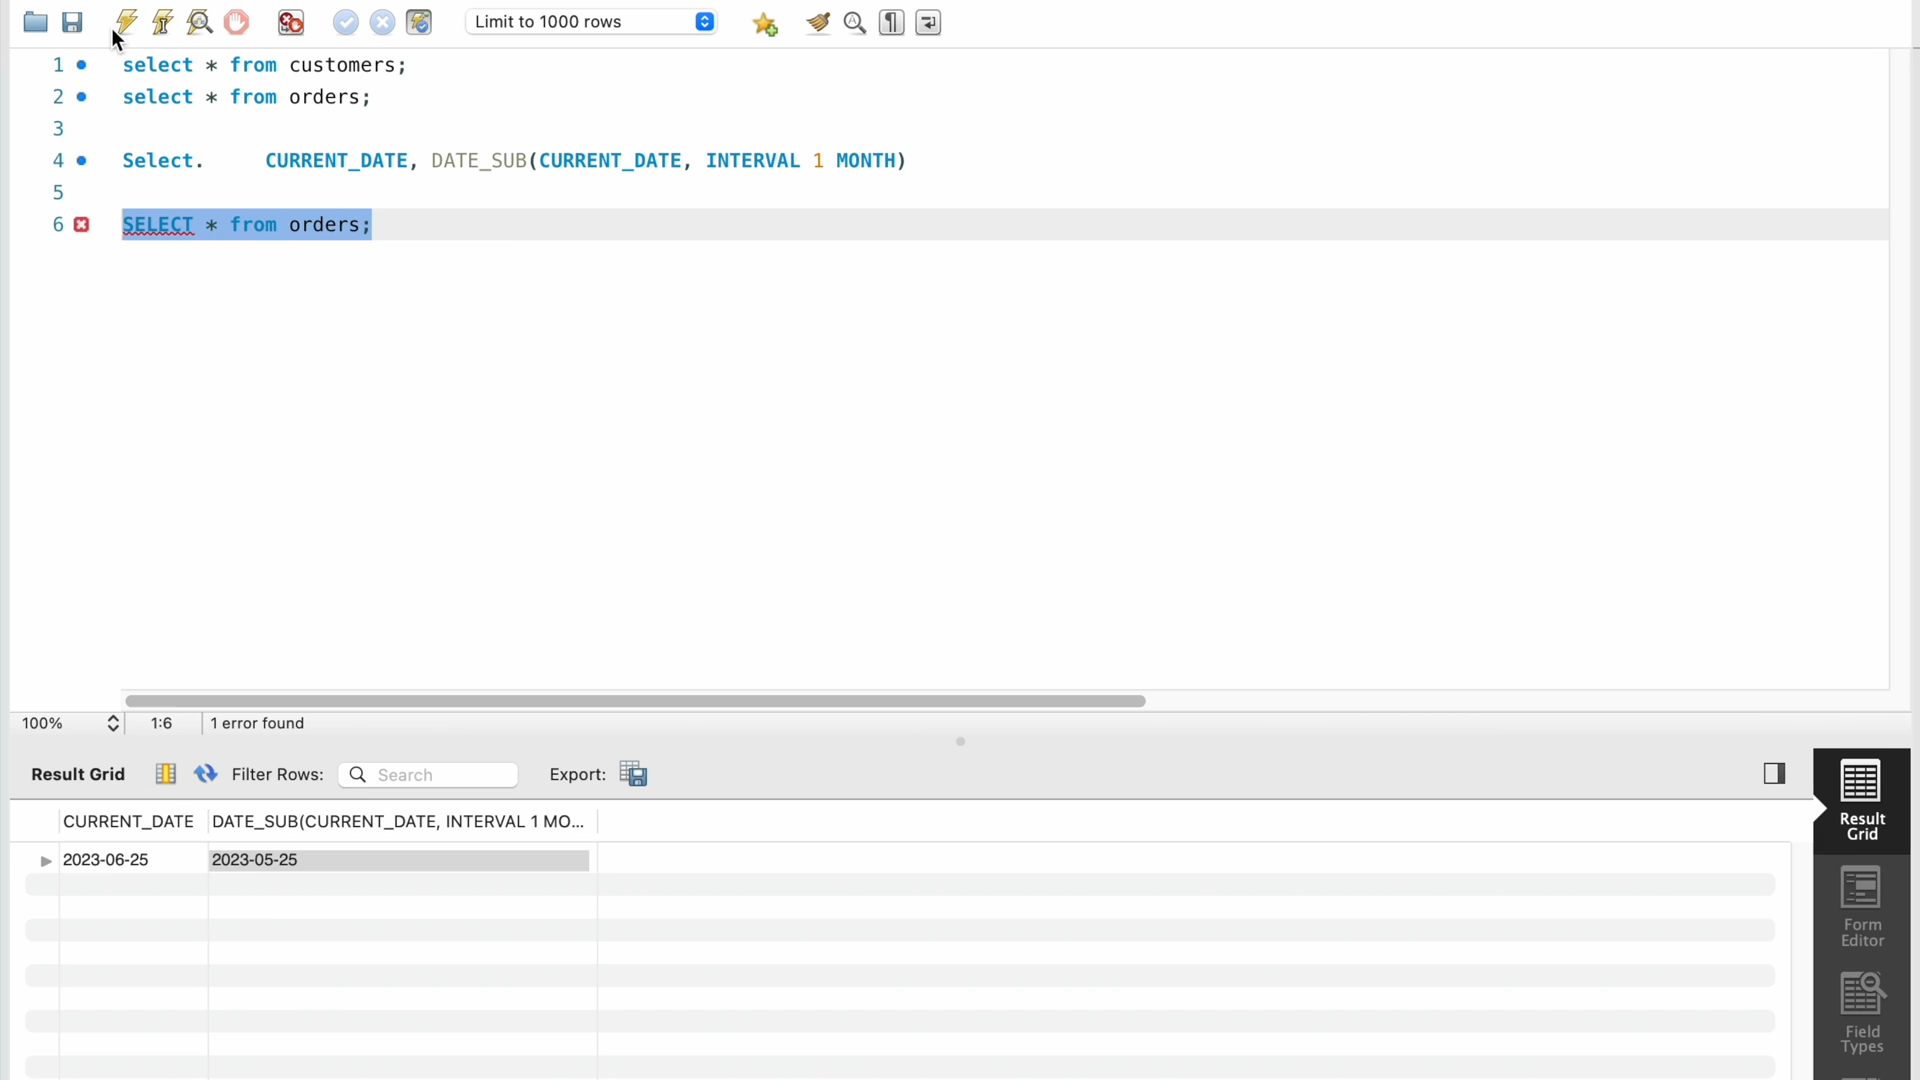 Limit to 1000 rows
1 select * from customers;
2 select * from orders;
3
4 Select.     CURRENT_DATE, DATE_SUB(CURRENT_DATE, INTERVAL 1 MONTH)
5
6 SELECT * from orders;
100% 1:6 1 error found
Result Grid Filter Rows: Search Export:
CURRENT_DATE DATE_SUB(CURRENT_DATE, INTERVAL 1 MO...
2023-06-25 2023-05-25
Result
Grid
Form
Editor
Field
Types